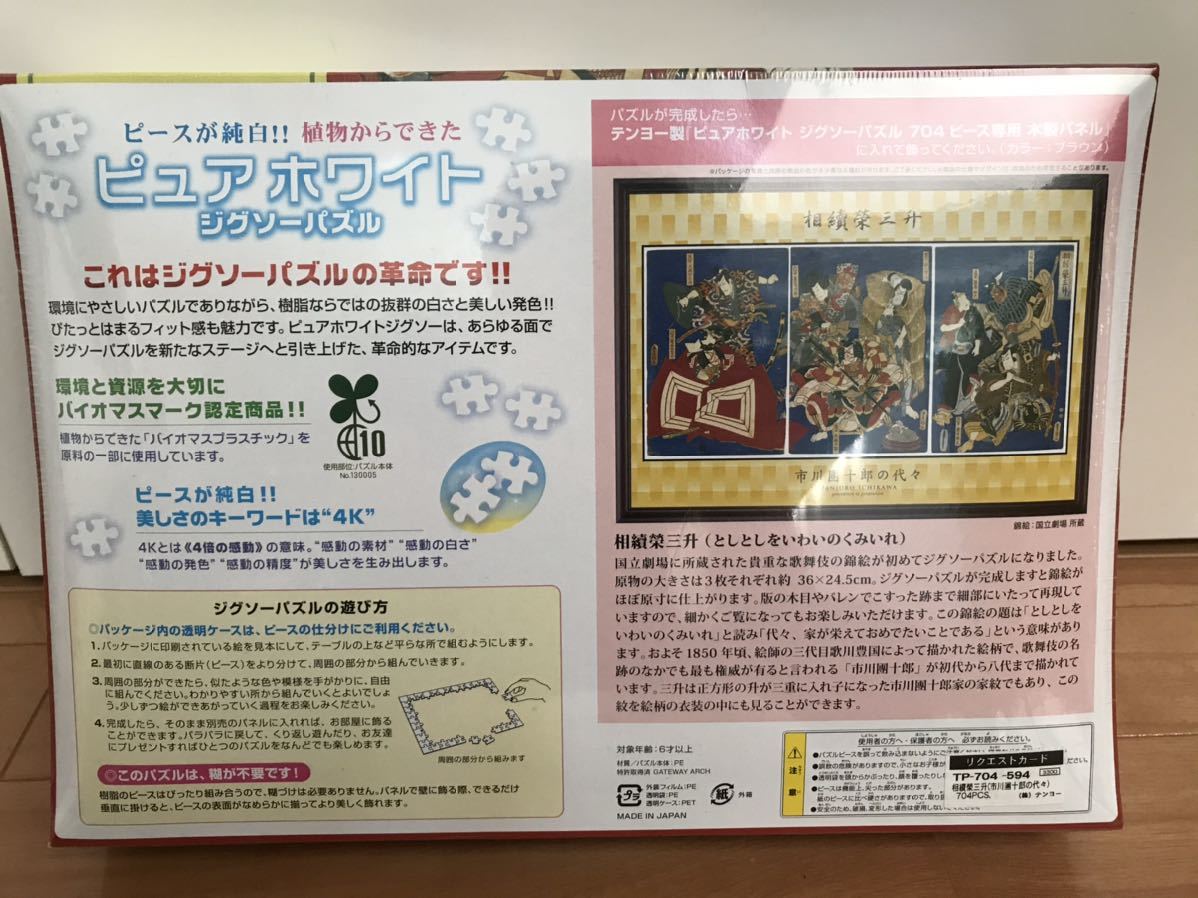 ピースが純白!! 植物からできた
ピュアホワイト
ジグソーパズル
これはジグソーパズルの革命です!!
環境にやさしいパズルでありながら、樹脂ならではの抜群の白さと美しい発色!!
ぴたっとはまるフィット感も魅力です。ピュアホワイトジグソーは、あらゆる面で
ジグソーパズルを新たなステージへと引き上げた、革命的なアイテムです。
環境と資源を大切に
バイオマスマーク認定商品!!
植物からできた「バイオマスプラスチック」を
原料の一部に使用しています。
10
使用部位:パズル本体
No.130005
ピースが純白!!
美しさのキーワードは“4K”
4Kとは《4倍の感動》の意味。“感動の素材”“感動の白さ”
“感動の発色”“感動の精度”が美しさを生み出します。
ジグソーパズルの遊び方
◎パッケージ内の透明ケースは、ピースの仕分けにご利用ください。
1.パッケージに印刷されている絵を見本にして、テーブルの上など平らな所で組むようにします。
2.最初に直線のある断片(ピース)をより分けて、周囲の部分から組んでいきます。
3.周囲の部分ができたら、似たような色や模様を手がかりに、自由
に組んでください。わかりやすい所から組んでいくとよいでしょ
う。少しずつ絵ができあがっていく過程をお楽しみください。
4.完成したら、そのまま別売のパネルに入れれば、お部屋に飾る
ことができます。バラバラに戻して、くり返し遊んだり、お友達
にプレゼントすればひとつのパズルをなんどでも楽しめます。
周囲の部分から組みます
◎このパズルは、糊が不要です!
樹脂のピースはぴったり組み合うので、糊づけは必要ありません。パネルで壁に飾る際、できるだけ
垂直に掛けると、ピースの表面がなめらかに揃ってより美しく飾れます。
パズルが完成したら…
テンヨー製「ピュアホワイト ジグソーパズル 704ピース専用 木製パネル」
に入れて飾ってください。(カラー:ブラウン)
相續榮三升
市川團十郎の代々
DANJURO ICHIKAWA
generation to generation
錦絵:国立劇場 所蔵
相續榮三升(としとしをいわいのくみいれ)
国立劇場に所蔵された貴重な歌舞伎の錦絵が初めてジグソーパズルになりました。
原物の大きさは3枚それぞれ約 36×24.5cm。ジグソーパズルが完成しますと錦絵が
ほぼ原寸に仕上がります。版の木目やバレンでこすった跡まで細部にいたって再現して
いますので、細かくご覧になってもお楽しみいただけます。この錦絵の題は「としとしを
いわいのくみいれ」と読み「代々、家が栄えておめでたいことである」という意味があり
ます。およそ1850年頃、絵師の三代目歌川豊国によって描かれた絵柄で、歌舞伎の名
跡のなかでも最も権威が有ると言われる「市川團十郎」が初代から八代まで描かれて
います。三升は正方形の升が三重に入れ子になった市川團十郎家の家紋でもあり、この
紋を絵柄の衣装の中にも見ることができます。
対象年齢:6才以上
材質/パズル本体:PE
特許取得済 GATEWAY ARCH
プラ
外装フィルム:PE
透明袋:PE
透明ケース:PET
紙
外箱
MADE IN JAPAN
注意
使用者の方へ・保護者の方へ 必ずお読みください。
リクエストカード
TP-704-594
3300
相續榮三升(市川團十郎の代々)
704PCS.
(株)テンヨー